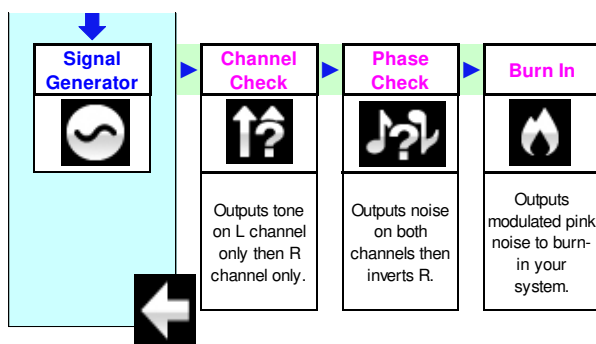 Signal
Generator
Channel
Check
Phase
Check
Burn In
Outputs tone
on L channel
only then R
channel only.
Outputs noise
on both
channels then
inverts R.
Outputs
modulated pink
noise to burn-
in your
system.